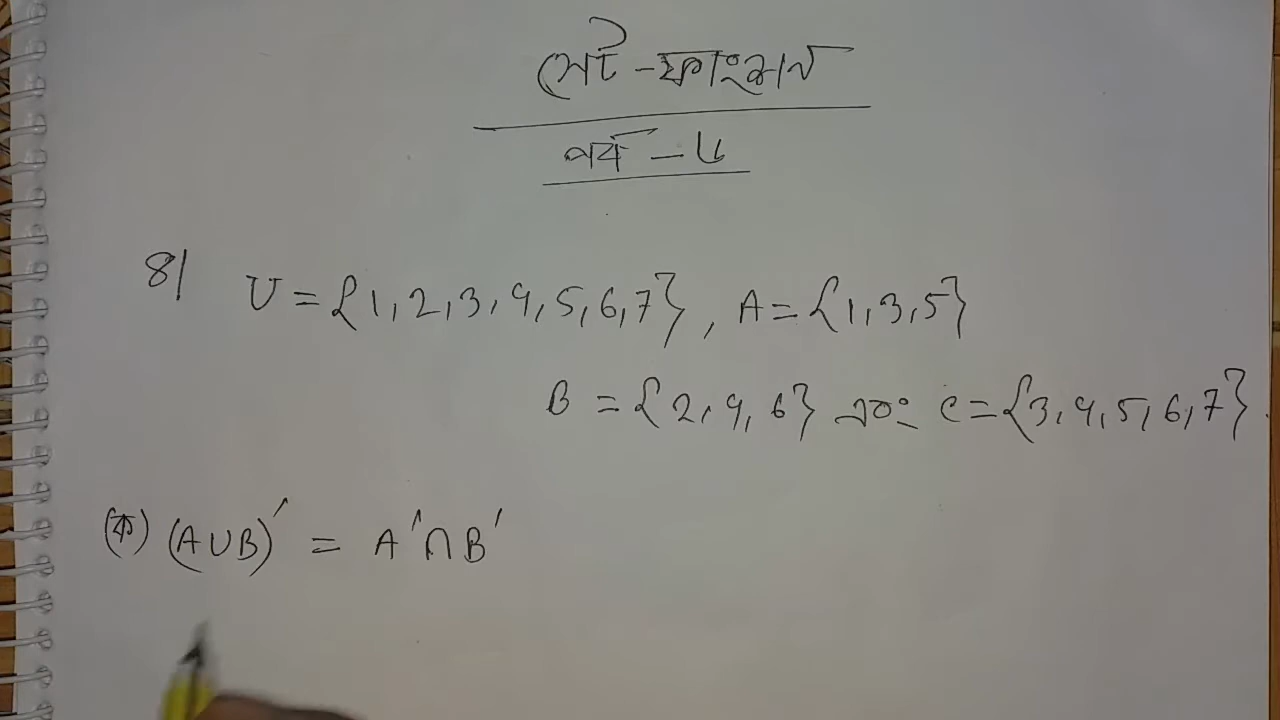 সেট-ফাংশন
পর্ব - ৬
8। U = {1, 2, 3, 4, 5, 6, 7}, A = {1, 3, 5}
B = {2, 4, 6} এবং C = {3, 4, 5, 6, 7}.
(ক) (A∪B)′ = A′∩B′